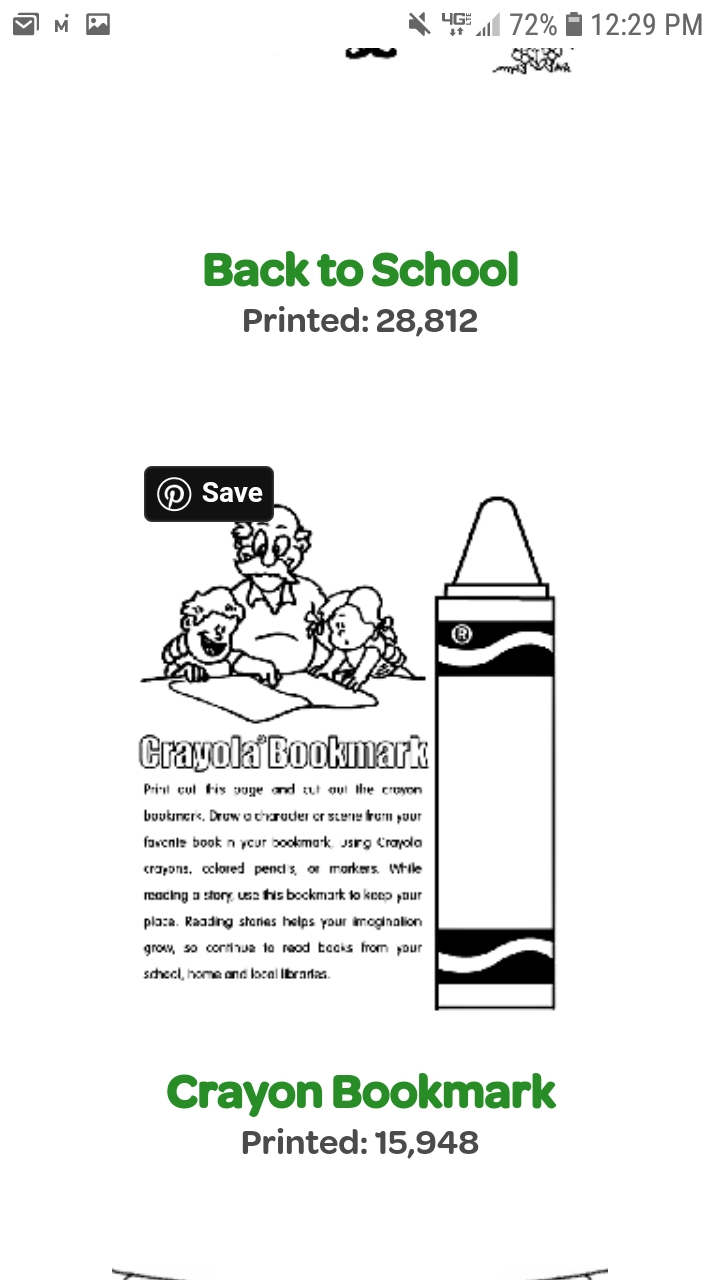 4G LTE 72% 12:29 PM
Back to School
Printed: 28,812
Save
®
Crayola® Bookmark
Print out this page and cut out the crayon
bookmark. Draw a character or scene from your
favorite book n your bookmark, using Crayola
crayons, colored pencils, or markers. While
reading a story, use this bookmark to keep your
place. Reading stories helps your imagination
grow, so continue to read books from your
school, home and local libraries.
Crayon Bookmark
Printed: 15,948